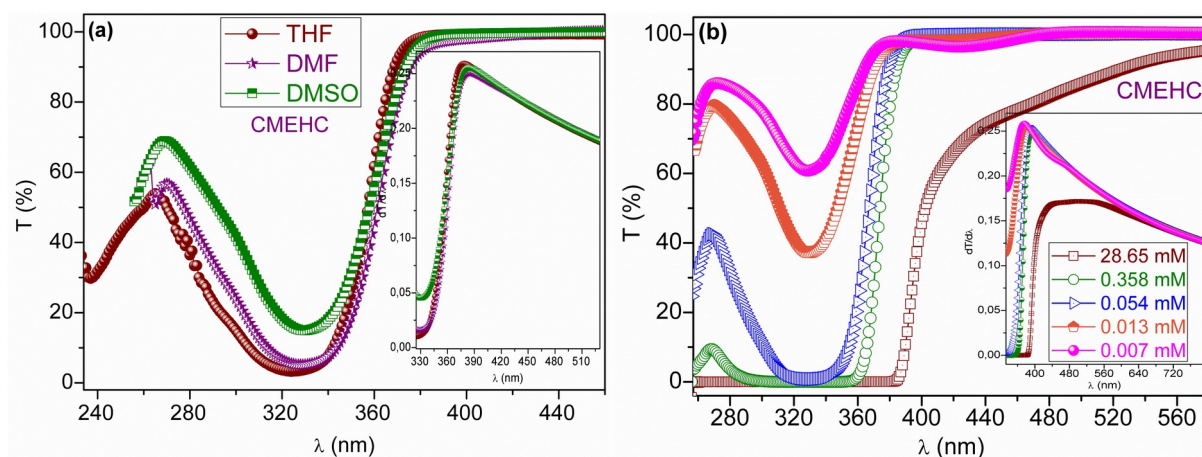 (a)
THF
DMF
DMSO
CMEHC
T (%)
100
80
60
40
20
0
240
280
320
360
400
440
λ (nm)
dT/dλ
0,25
0,20
0,15
0,10
0,05
0,00
330
360
390
420
450
480
510
λ (nm)
(b)
CMEHC
T (%)
100
80
60
40
20
0
280
320
360
400
440
480
520
560
λ (nm)
dT/dλ
0,25
0,20
0,15
0,10
0,05
0,00
400
480
560
640
720
λ (nm)
28.65 mM
0.358 mM
0.054 mM
0.013 mM
0.007 mM